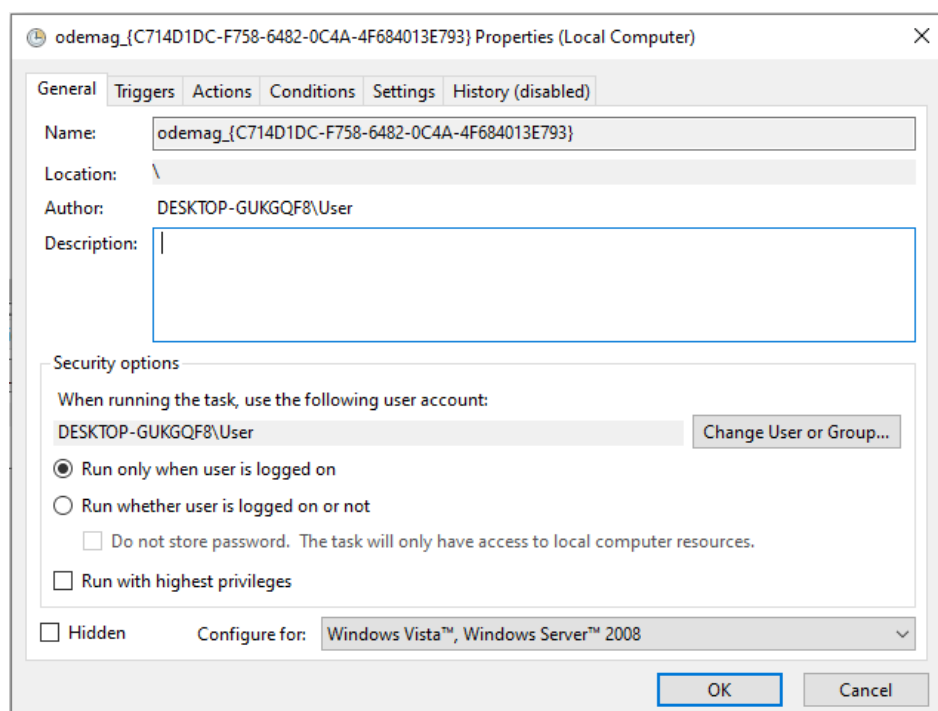 odemag_{C714D1DC-F758-6482-0C4A-4F684013E793} Properties (Local Computer)
General Triggers Actions Conditions Settings History (disabled)
Name: odemag_{C714D1DC-F758-6482-0C4A-4F684013E793}
Location: \
Author: DESKTOP-GUKGQF8\User
Description:
Security options
When running the task, use the following user account:
DESKTOP-GUKGQF8\User Change User or Group...
Run only when user is logged on
Run whether user is logged on or not
Do not store password. The task will only have access to local computer resources.
Run with highest privileges
Hidden Configure for: Windows Vista™, Windows Server™ 2008
OK Cancel